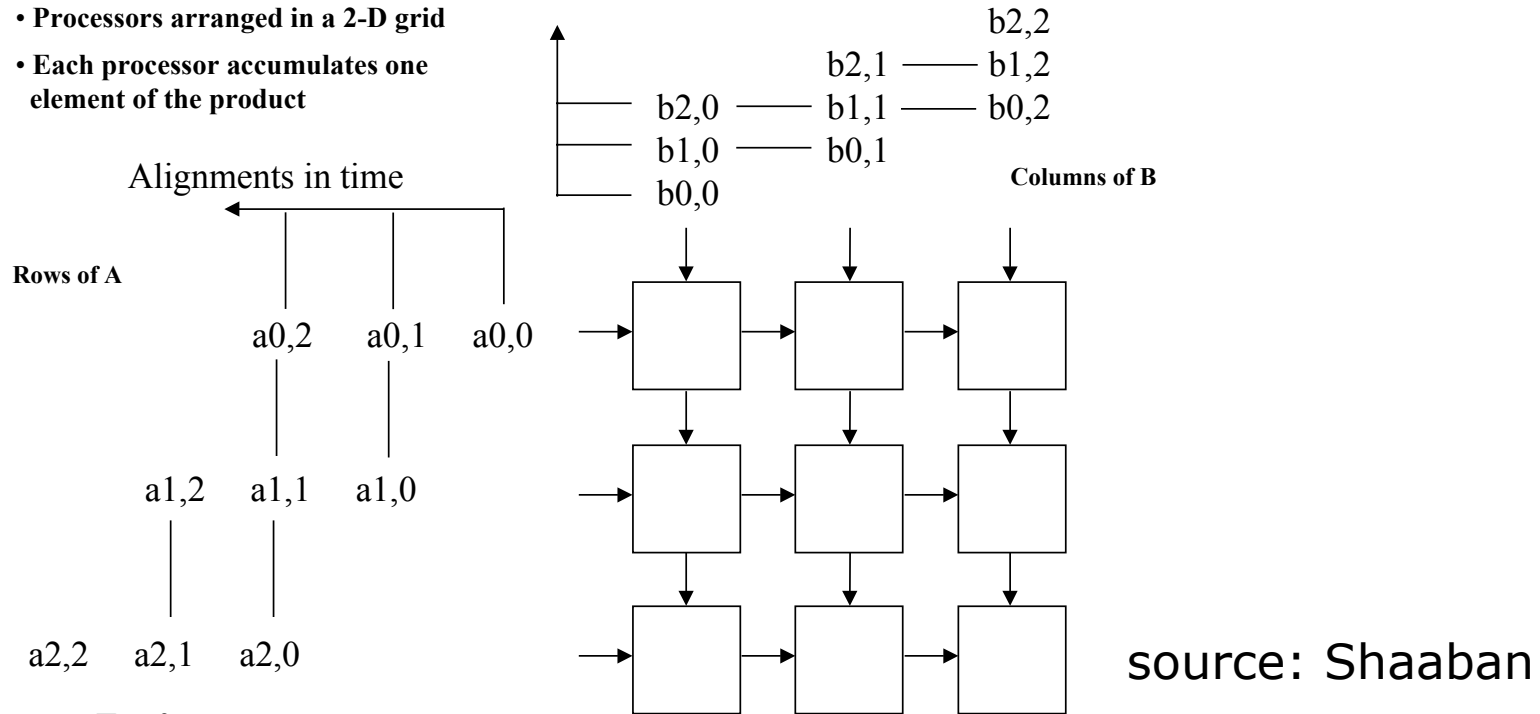 • Processors arranged in a 2-D grid
• Each processor accumulates one
element of the product
b2,2
b2,1 b1,2
b2,0 b1,1 b0,2
b1,0 b0,1
b0,0
Columns of B
Alignments in time
Rows of A
a0,2 a0,1 a0,0
a1,2 a1,1 a1,0
a2,2 a2,1 a2,0
source: Shaaban